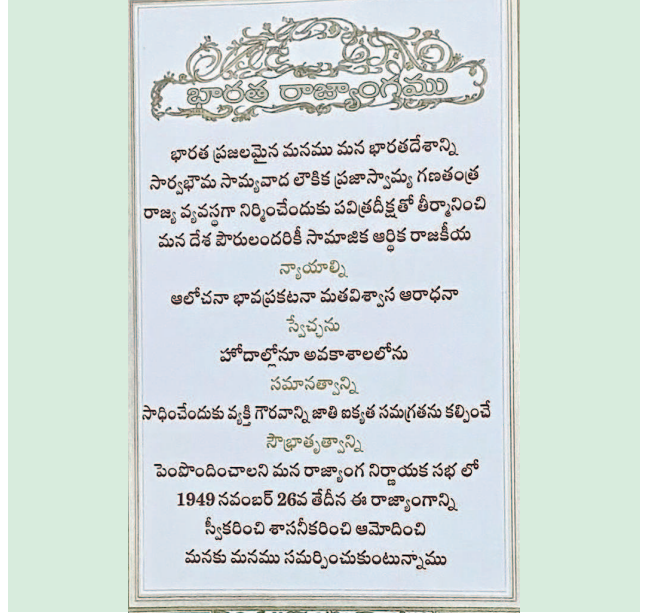 భారత రాజ్యాంగము
భారత ప్రజలమైన మనము మన భారతదేశాన్ని
సార్వభౌమ సామ్యవాద లౌకిక ప్రజాస్వామ్య గణతంత్ర
రాజ్య వ్యవస్థగా నిర్మించేందుకు పవిత్రదీక్షతో తీర్మానించి
మన దేశ పౌరులందరికీ సామాజిక ఆర్థిక రాజకీయ
న్యాయాల్ని
ఆలోచనా భావప్రకటనా మతవిశ్వాస ఆరాధనా
స్వేచ్ఛను
హోదాల్లోనూ అవకాశాలలోను
సమానత్వాన్ని
సాధించేందుకు వ్యక్తి గౌరవాన్ని జాతి ఐక్యత సమగ్రతను కల్పించే
సౌభ్రాతృత్వాన్ని
పెంపొందించాలని మన రాజ్యాంగ నిర్ణాయక సభ లో
1949 నవంబర్ 26వ తేదీన ఈ రాజ్యాంగాన్ని
స్వీకరించి శాసనీకరించి ఆమోదించి
మనకు మనము సమర్పించుకుంటున్నాము